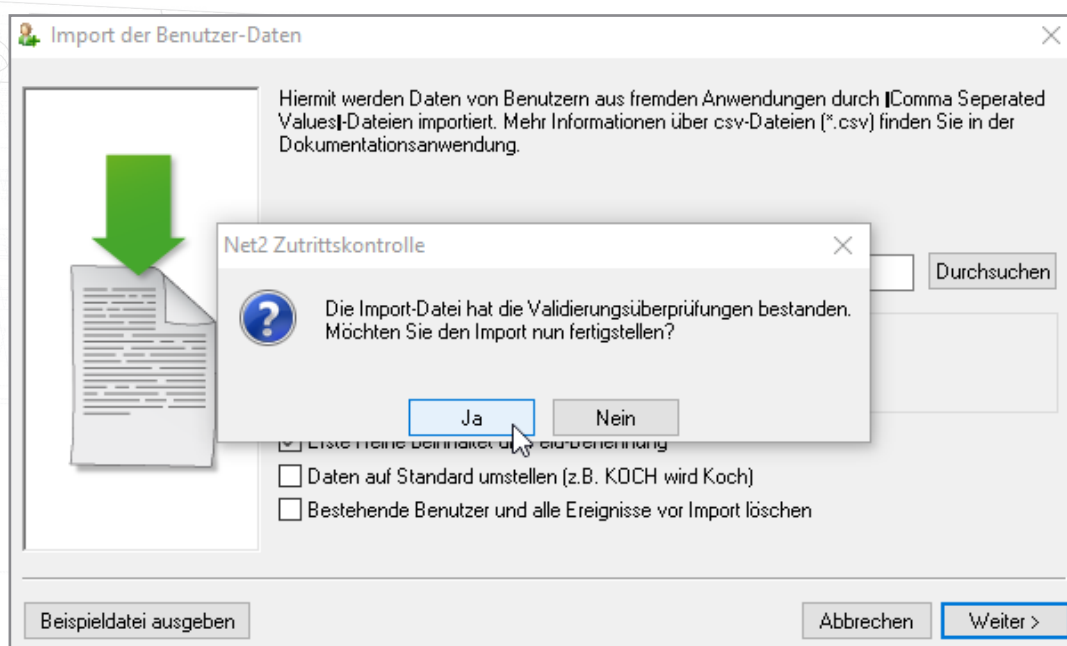 Import der Benutzer-Daten
Hiermit werden Daten von Benutzern aus fremden Anwendungen durch |Comma Seperated
Values|-Dateien importiert. Mehr Informationen über csv-Dateien (*.csv) finden Sie in der
Dokumentationsanwendung.
Net2 Zutrittskontrolle
Durchsuchen
Die Import-Datei hat die Validierungsüberprüfungen bestanden.
Möchten Sie den Import nun fertigstellen?
Ja
Nein
Daten auf Standard umstellen (z.B. KOCH wird Koch)
Bestehende Benutzer und alle Ereignisse vor Import löschen
Beispieldatei ausgeben
Abbrechen
Weiter >